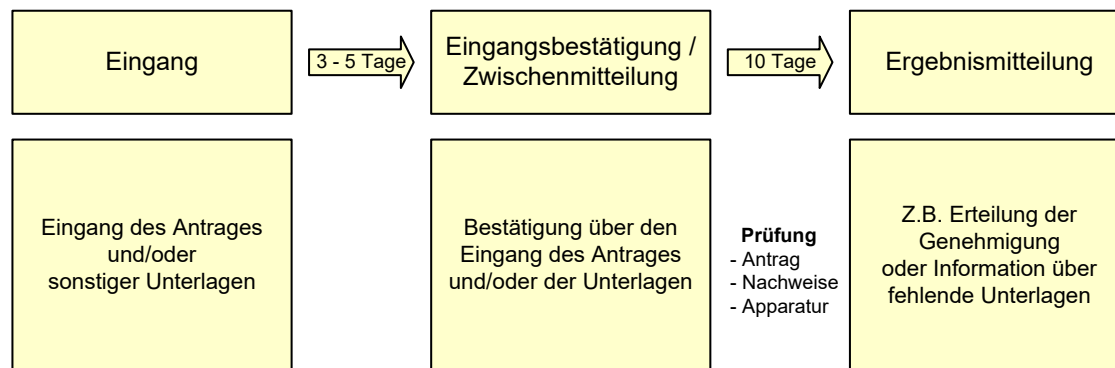 Eingang
3 - 5 Tage
Eingangsbestätigung /
Zwischenmitteilung
10 Tage
Ergebnismitteilung
Eingang des Antrages
und/oder
sonstiger Unterlagen
Bestätigung über den
Eingang des Antrages
und/oder der Unterlagen
Prüfung
- Antrag
- Nachweise
- Apparatur
Z.B. Erteilung der
Genehmigung
oder Information über
fehlende Unterlagen